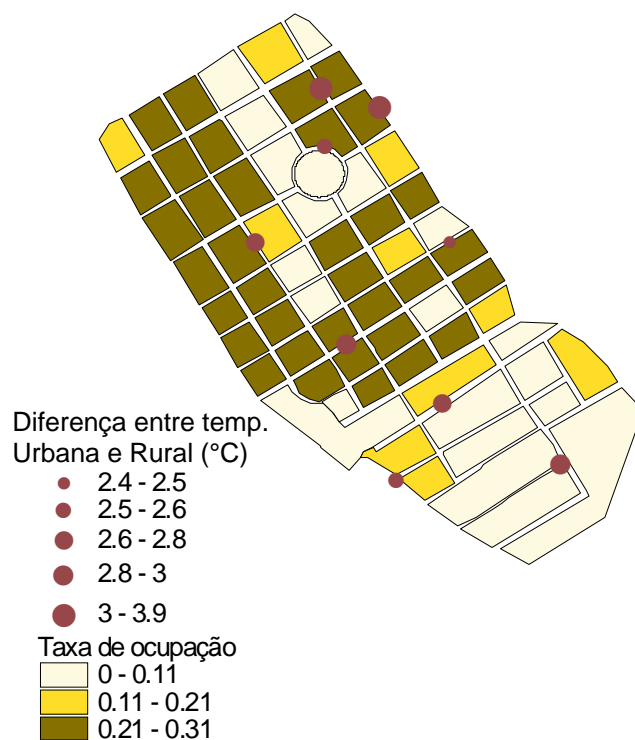 Diferença entre temp.
Urbana e Rural (°C)
2.4 - 2.5
2.5 - 2.6
2.6 - 2.8
2.8 - 3
3 - 3.9
Taxa de ocupação
0 - 0.11
0.11 - 0.21
0.21 - 0.31